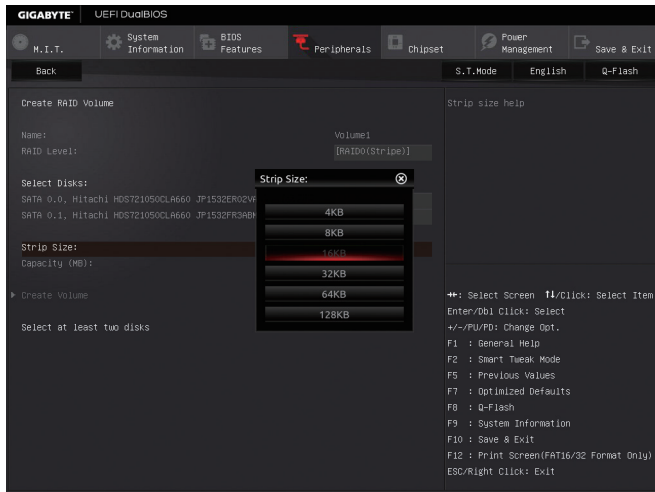 GIGABYTE™ UEFI DualBIOS
M.I.T.
System Information
BIOS Features
Peripherals
Chipset
Power Management
Save & Exit
Back
S.T.Mode English Q-Flash
Create RAID Volume
Strip size help
Name: Volume1
RAID Level: [RAID0(Stripe)]
Select Disks:
SATA 0.0, Hitachi HDS721050CLA660
SATA 0.1, Hitachi HDS721050CLA660
Strip Size:
Capacity (MB):
▶ Create Volume
Select at least two disks
Strip Size:
4KB
8KB
16KB
32KB
64KB
128KB
→←: Select Screen ↑↓/Click: Select Item
Enter/Dbl Click: Select
+/-/PU/PD: Change Opt.
F1 : General Help
F2 : Smart Tweak Mode
F5 : Previous Values
F7 : Optimized Defaults
F8 : Q-Flash
F9 : System Information
F10 : Save & Exit
F12 : Print Screen(FAT16/32 Format Only)
ESC/Right Click: Exit